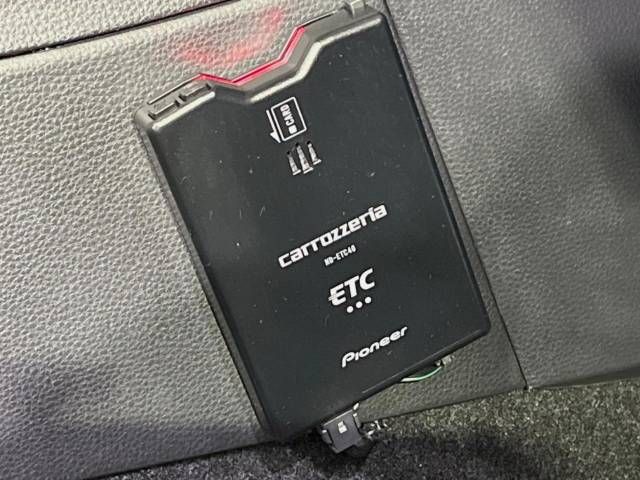 CARD
carrozzeria
ND-ETC40
ETC
Pioneer